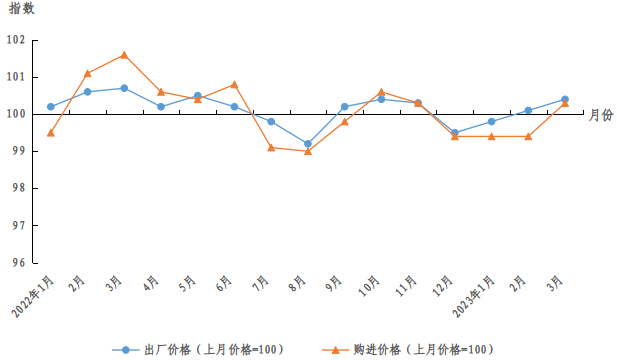 指数
102
101
100
99
98
97
96
月份
2022年1月
2月
3月
4月
5月
6月
7月
8月
9月
10月
11月
12月
2023年1月
2月
3月
出厂价格（上月价格=100）
购进价格（上月价格=100）